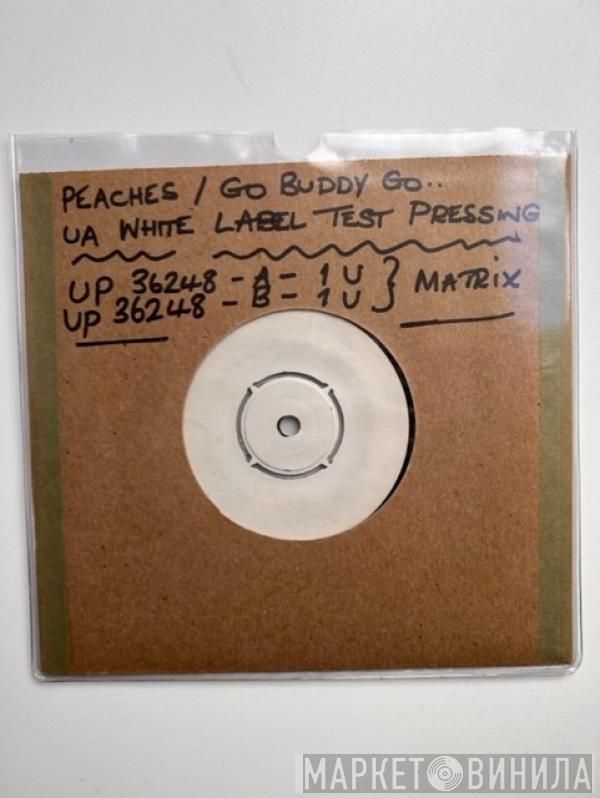 PEACHES / GO BUDDY GO..
UA WHITE LABEL TEST PRESSING
UP 36248 - A - 1 U } MATRIX
UP 36248 - B - 1 U
МАРКЕТ ВИНИЛА